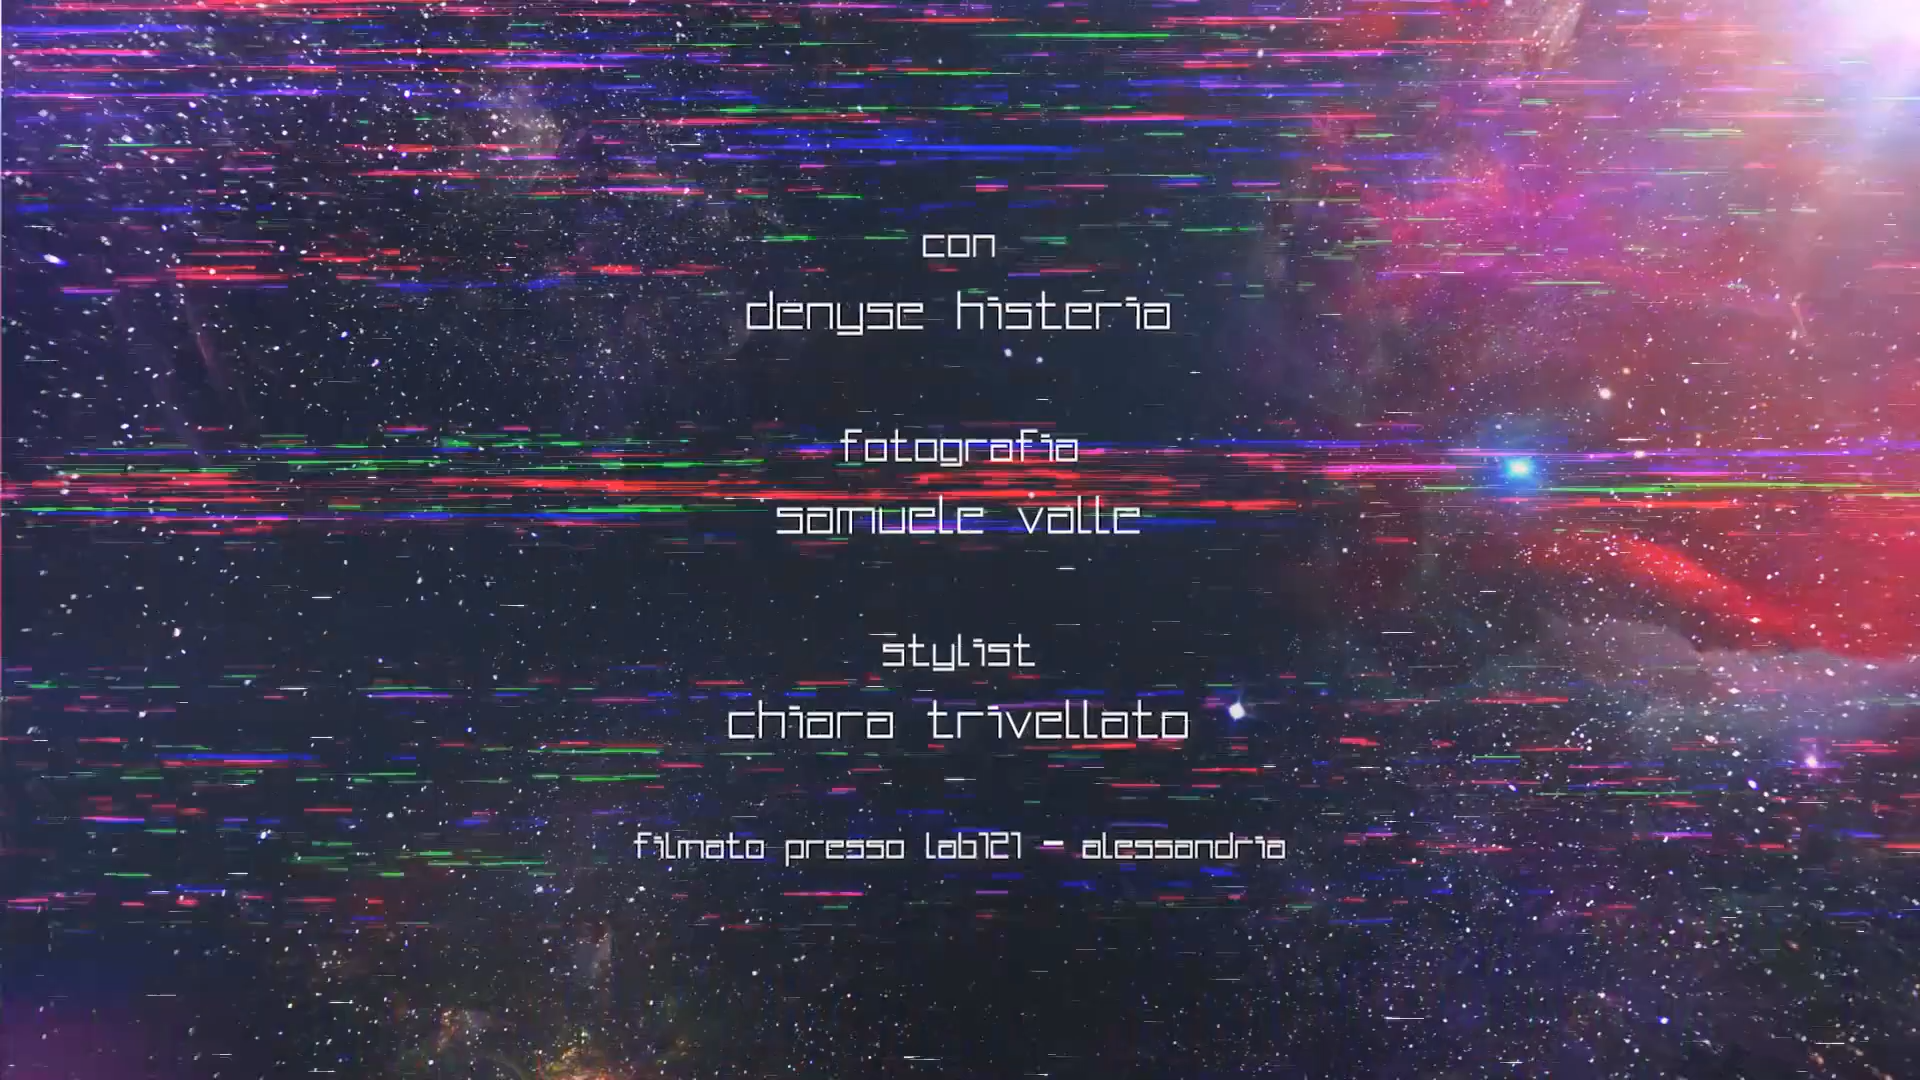 con
denyse histeria
fotografia
samuele valle
stylist
chiara trivellato
filmato presso lab121 - alessandria